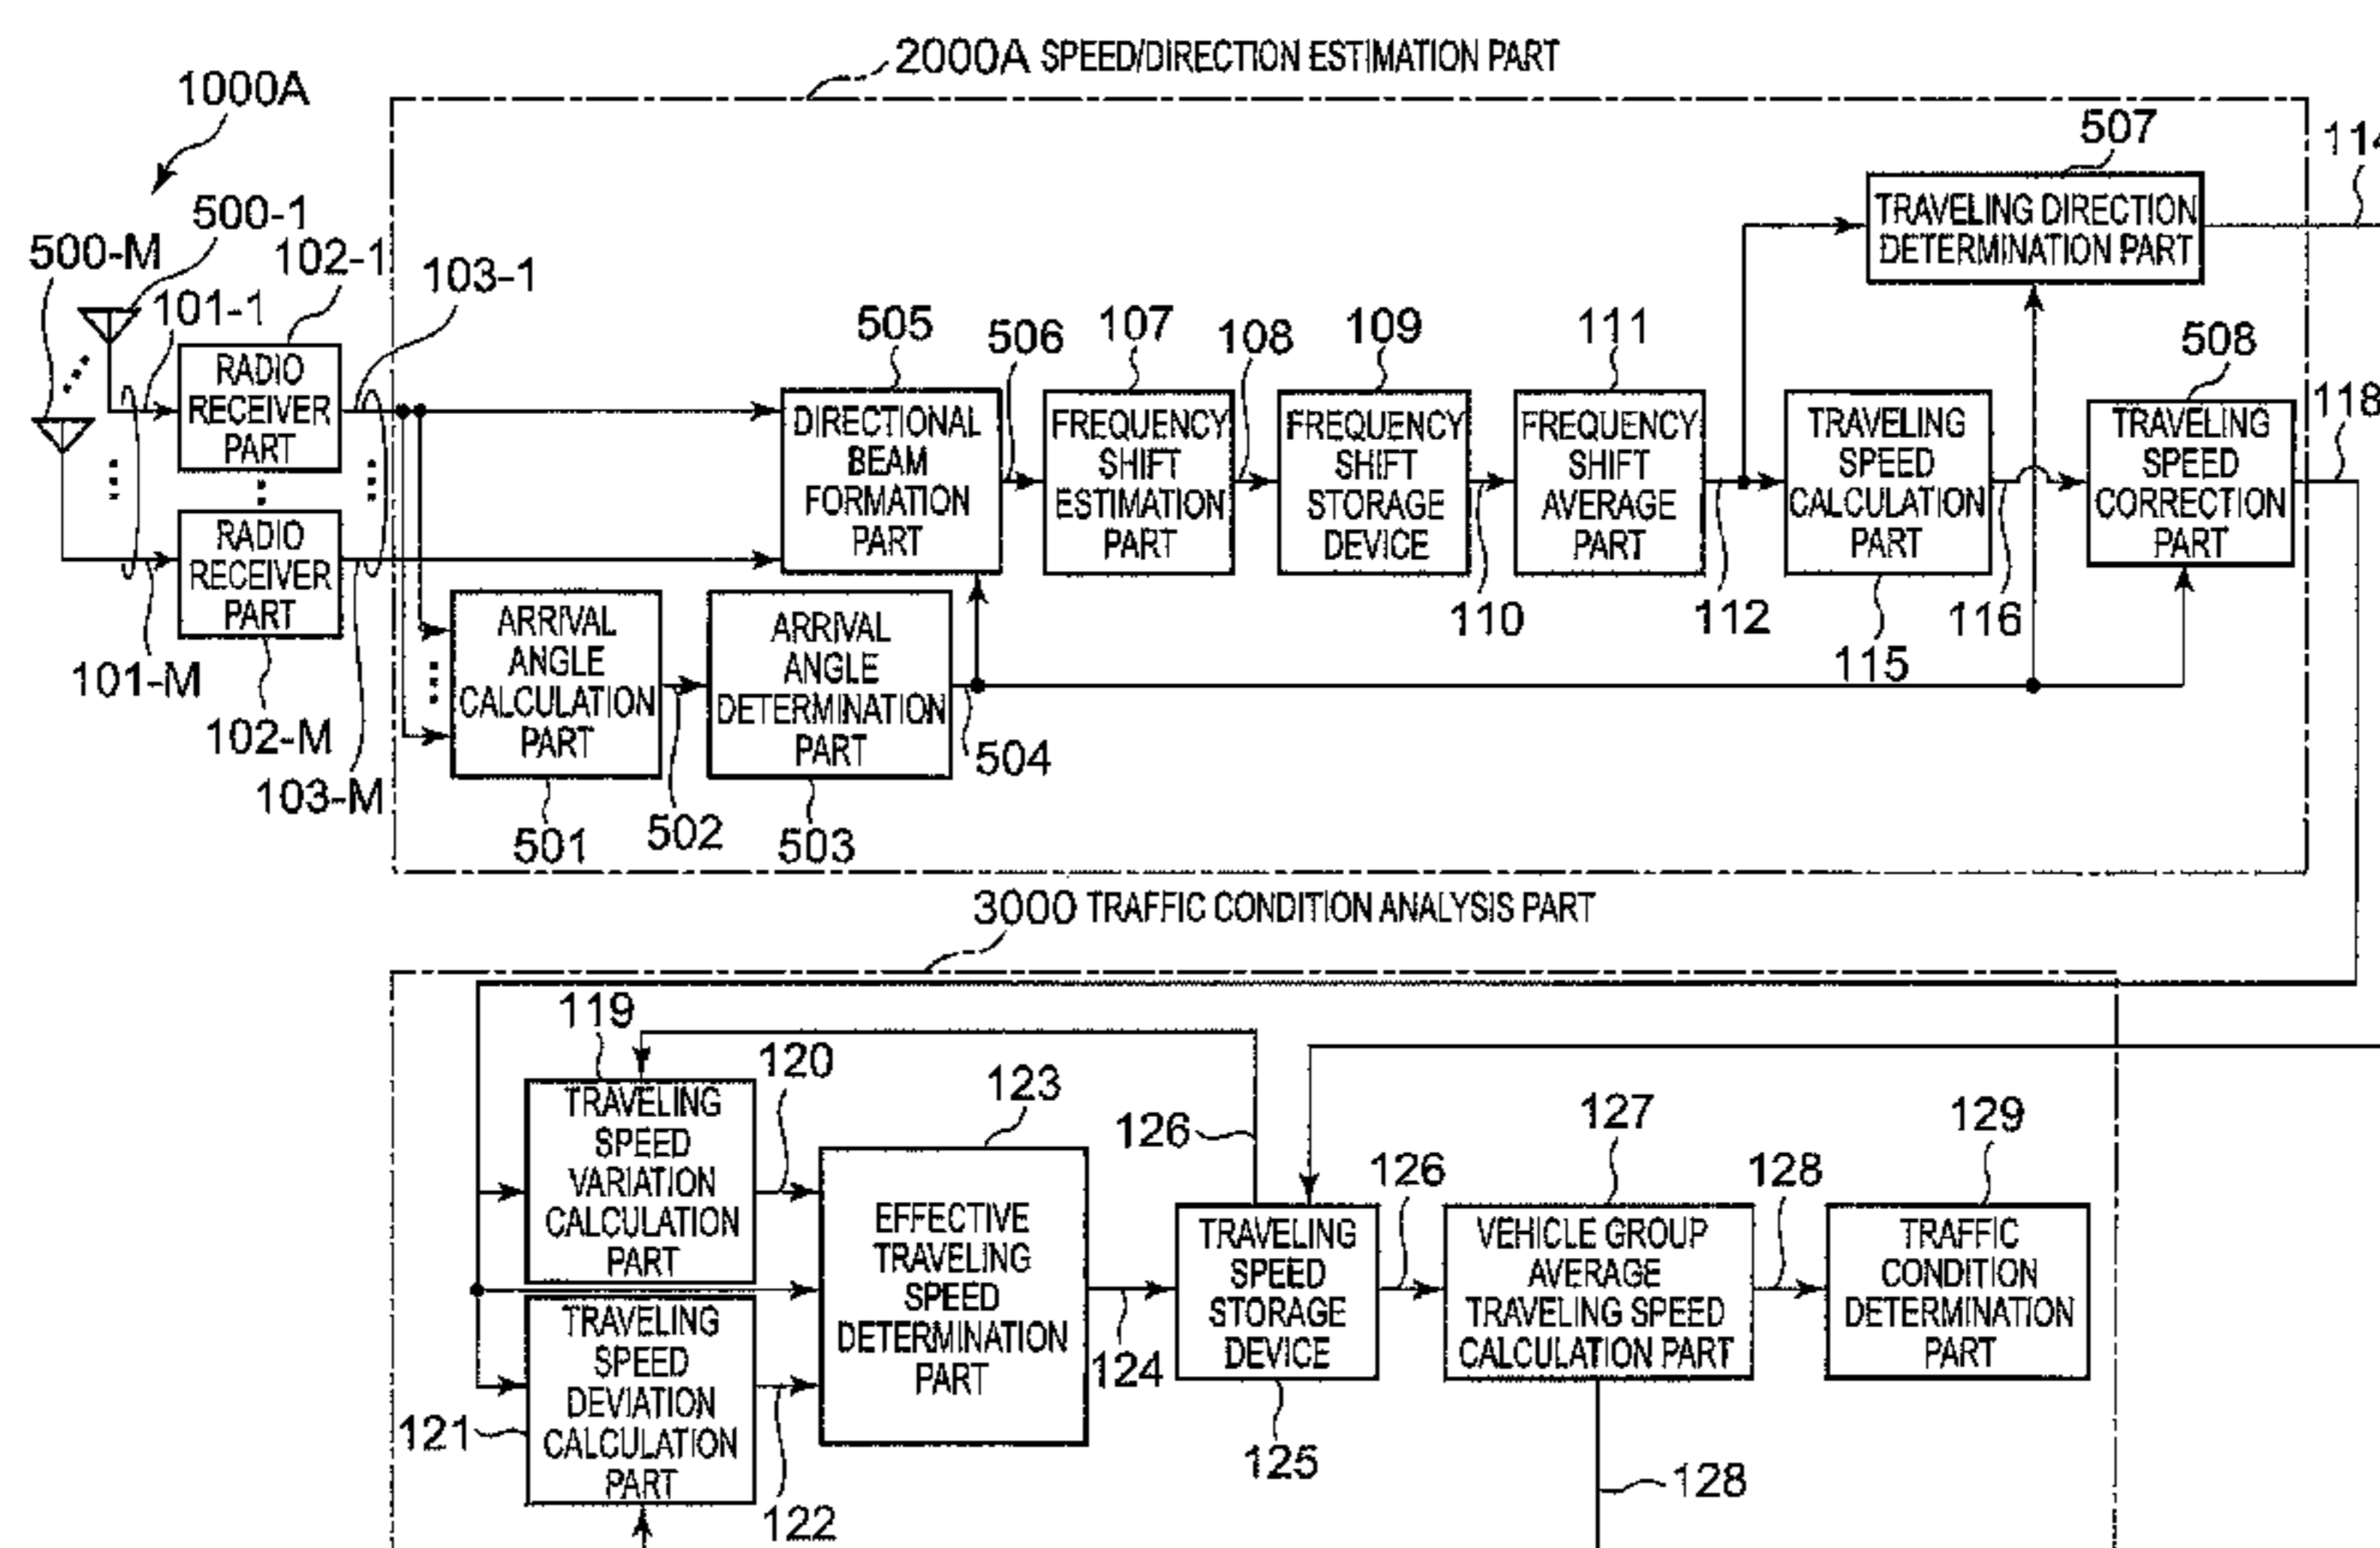 2000A SPEED/DIRECTION ESTIMATION PART
1000A
507
114
500-1
500-M
102-1
101-1
103-1
TRAVELING DIRECTION
DETERMINATION PART
505
506
107
108
109
111
508
118
RADIO
RECEIVER
PART
DIRECTIONAL
BEAM
FORMATION
PART
FREQUENCY
SHIFT
ESTIMATION
PART
FREQUENCY
SHIFT
STORAGE
DEVICE
FREQUENCY
SHIFT
AVERAGE
PART
TRAVELING
SPEED
CALCULATION
PART
TRAVELING
SPEED
CORRECTION
PART
RADIO
RECEIVER
PART
110
112
115
116
101-M
102-M
103-M
ARRIVAL
ANGLE
CALCULATION
PART
ARRIVAL
ANGLE
DETERMINATION
PART
504
501
502
503
3000 TRAFFIC CONDITION ANALYSIS PART
119
120
123
126
127
129
TRAVELING
SPEED
VARIATION
CALCULATION
PART
126
128
EFFECTIVE
TRAVELING
SPEED
DETERMINATION
PART
TRAVELING
SPEED
STORAGE
DEVICE
VEHICLE GROUP
AVERAGE
TRAVELING SPEED
CALCULATION PART
TRAFFIC
CONDITION
DETERMINATION
PART
TRAVELING
SPEED
DEVIATION
CALCULATION
PART
121
124
125
122
128